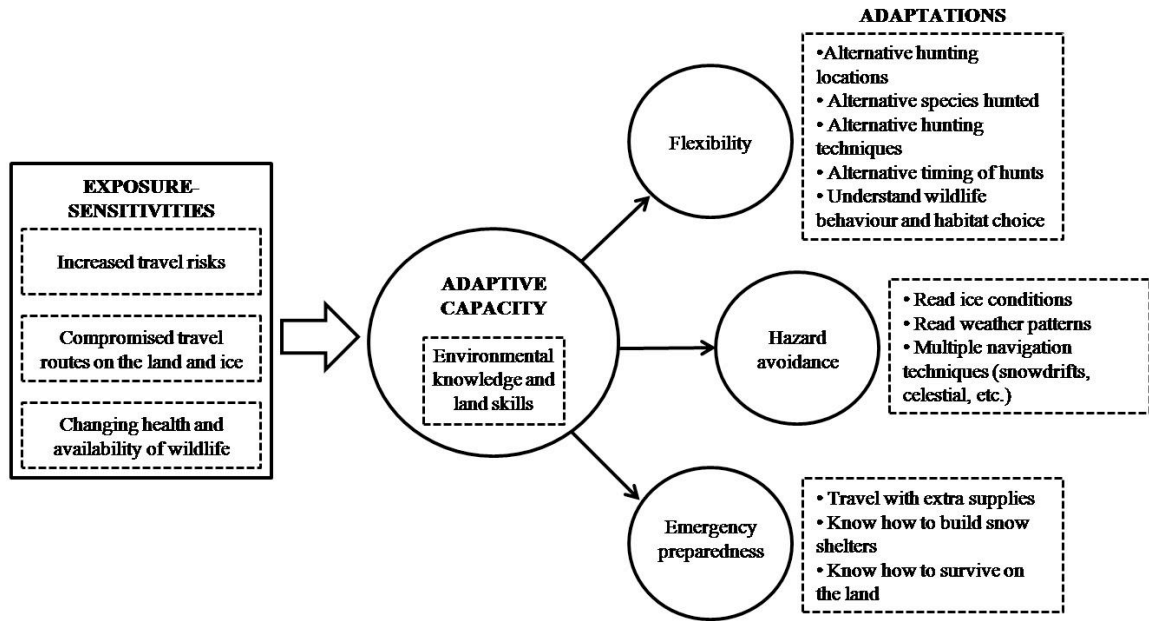 EXPOSURE-
SENSITIVITIES
Increased travel risks
Compromised travel
routes on the land and ice
Changing health and
availability of wildlife
ADAPTIVE
CAPACITY
Environmental
knowledge and
land skills
Flexibility
Hazard
avoidance
Emergency
preparedness
ADAPTATIONS
•Alternative hunting
locations
• Alternative species hunted
• Alternative hunting
techniques
• Alternative timing of hunts
• Understand wildlife
behaviour and habitat choice
• Read ice conditions
• Read weather patterns
• Multiple navigation
techniques (snowdrifts,
celestial, etc.)
• Travel with extra supplies
• Know how to build snow
shelters
• Know how to survive on
the land